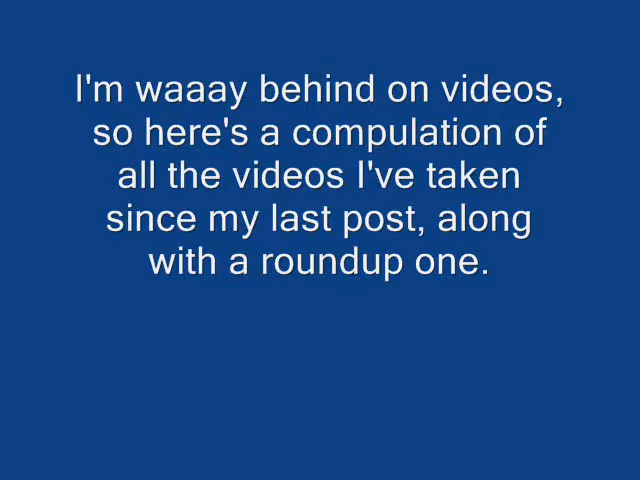 I'm waaay behind on videos,
so here's a compulation of
all the videos I've taken
since my last post, along
with a roundup one.